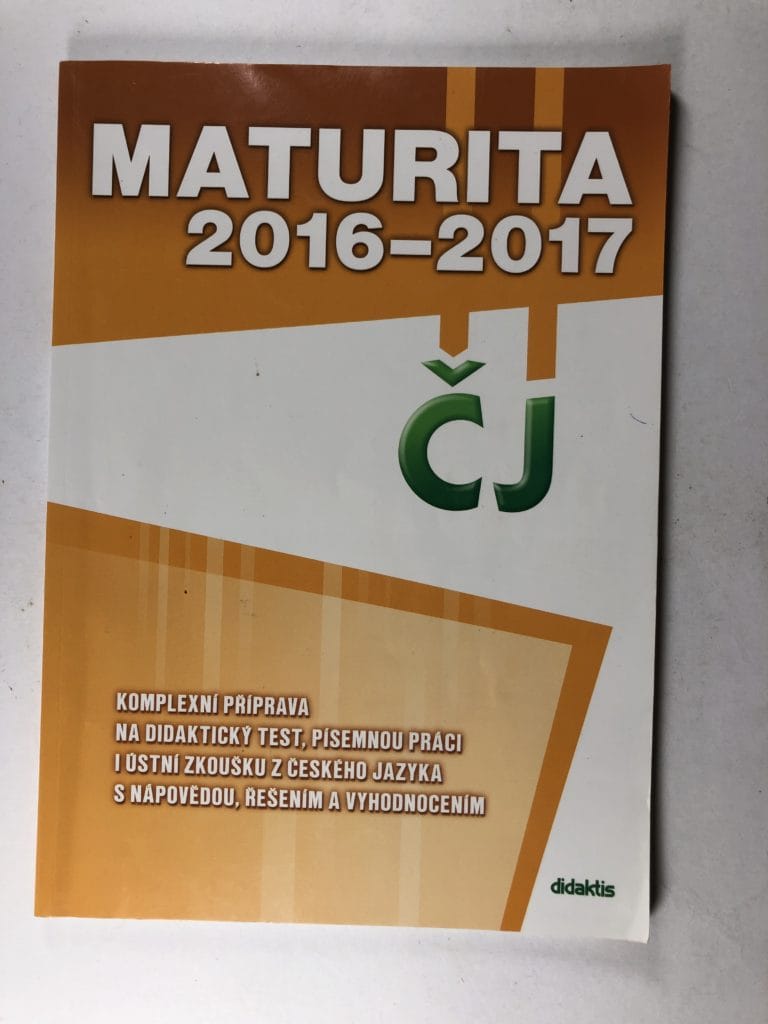 MATURITA
2016–2017
ČJ
KOMPLEXNÍ PŘÍPRAVA
NA DIDAKTICKÝ TEST, PÍSEMNOU PRÁCI
I ÚSTNÍ ZKOUŠKU Z ČESKÉHO JAZYKA
S NÁPOVĚDOU, ŘEŠENÍM A VYHODNOCENÍM
didaktis